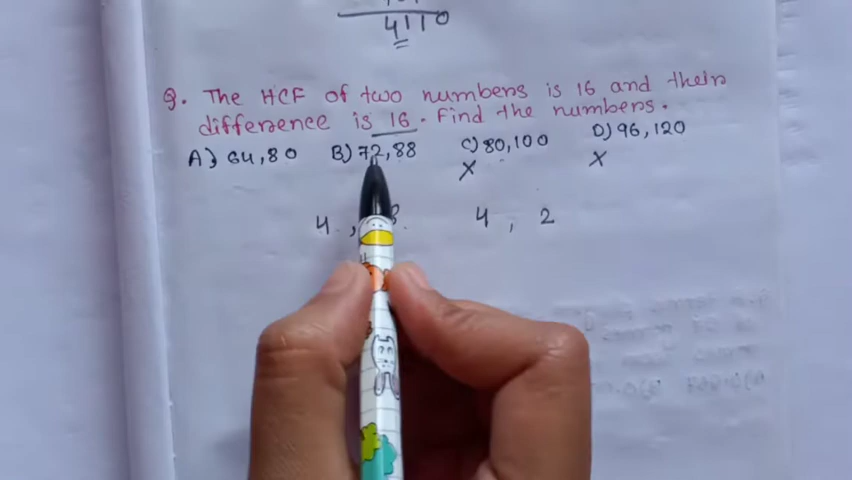 4110
Q. The HCF of two numbers is 16 and their
difference is 16. Find the numbers.
A) 64,80 B) 72,88 C) 80,100 D) 96,120
X X
4 , 8 4 , 2